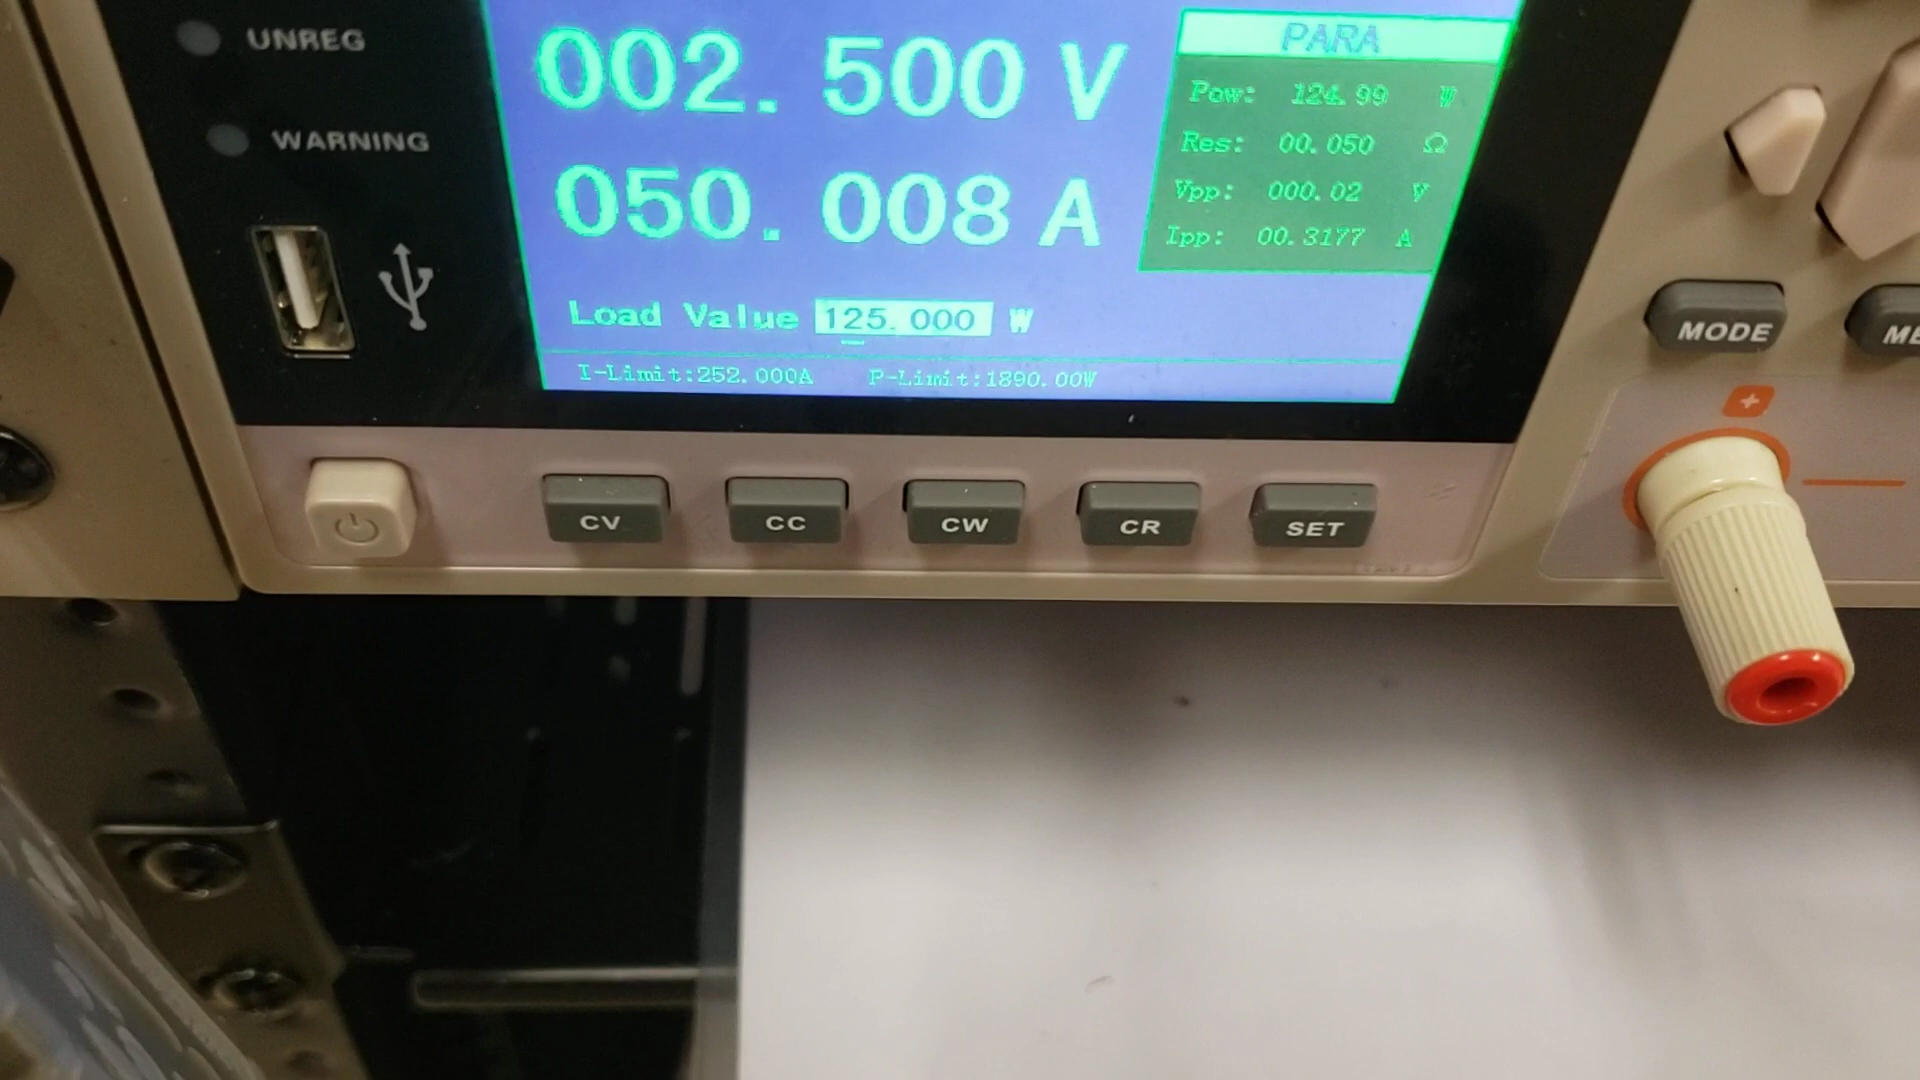 UNREG
WARNING
002.500 V
050.008 A
PARA
Pow: 124.99 W
Res: 00.050 Ω
Vpp: 000.02 V
Ipp: 00.3177 A
Load Value 125.000 W
I-Limit:252.000A P-Limit:1890.00W
MODE
ME
+
CV
CC
CW
CR
SET